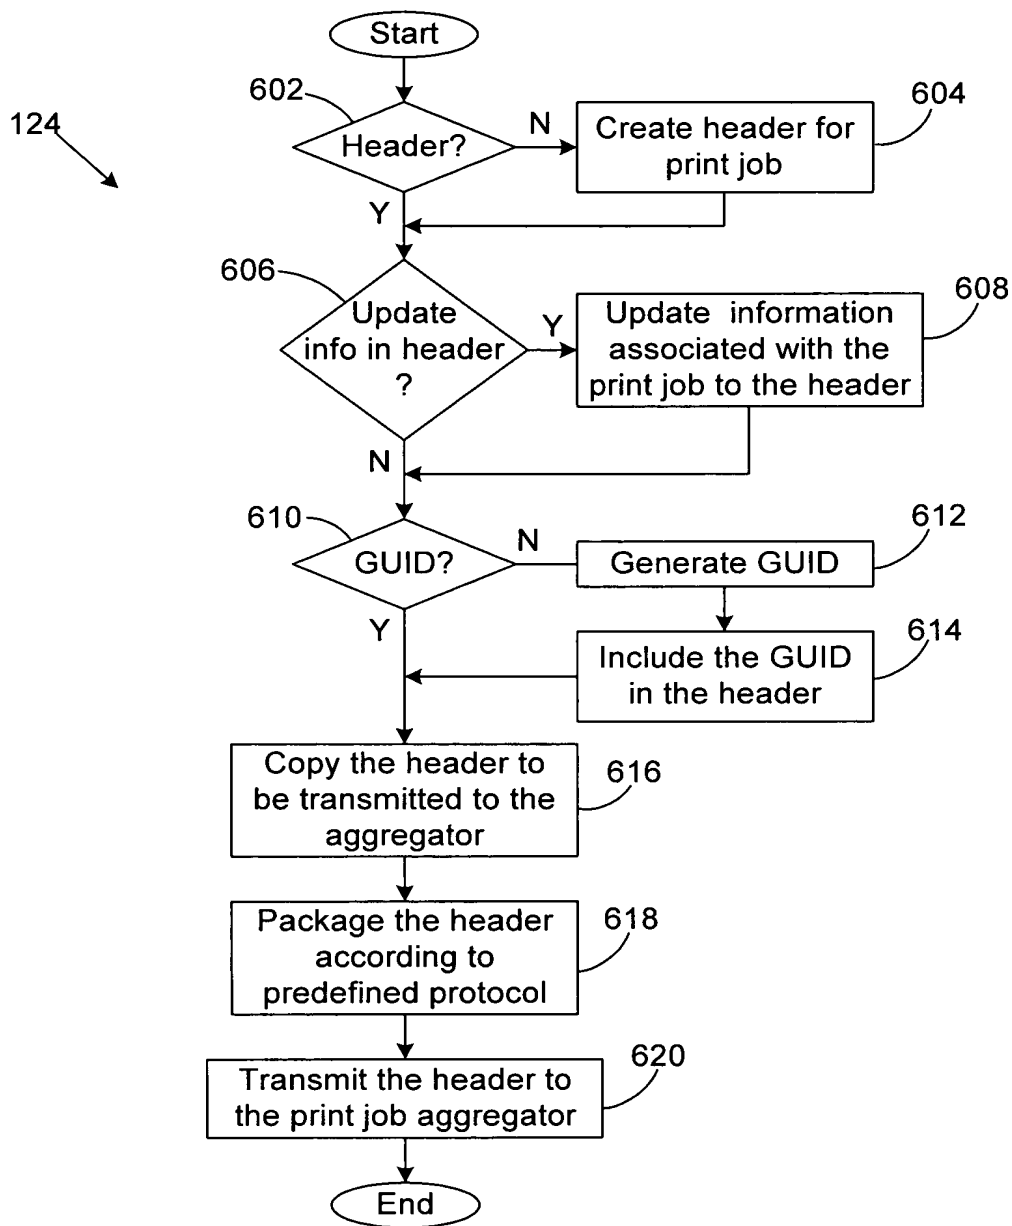 Start
602
604
124
Header?
N
Create header for
print job
Y
606
608
Update
info in header
?
Y
Update information
associated with the
print job to the header
N
610
612
GUID?
N
Generate GUID
Y
614
Include the GUID
in the header
Copy the header to
be transmitted to the
aggregator
616
Package the header
according to
predefined protocol
618
Transmit the header to
the print job aggregator
620
End